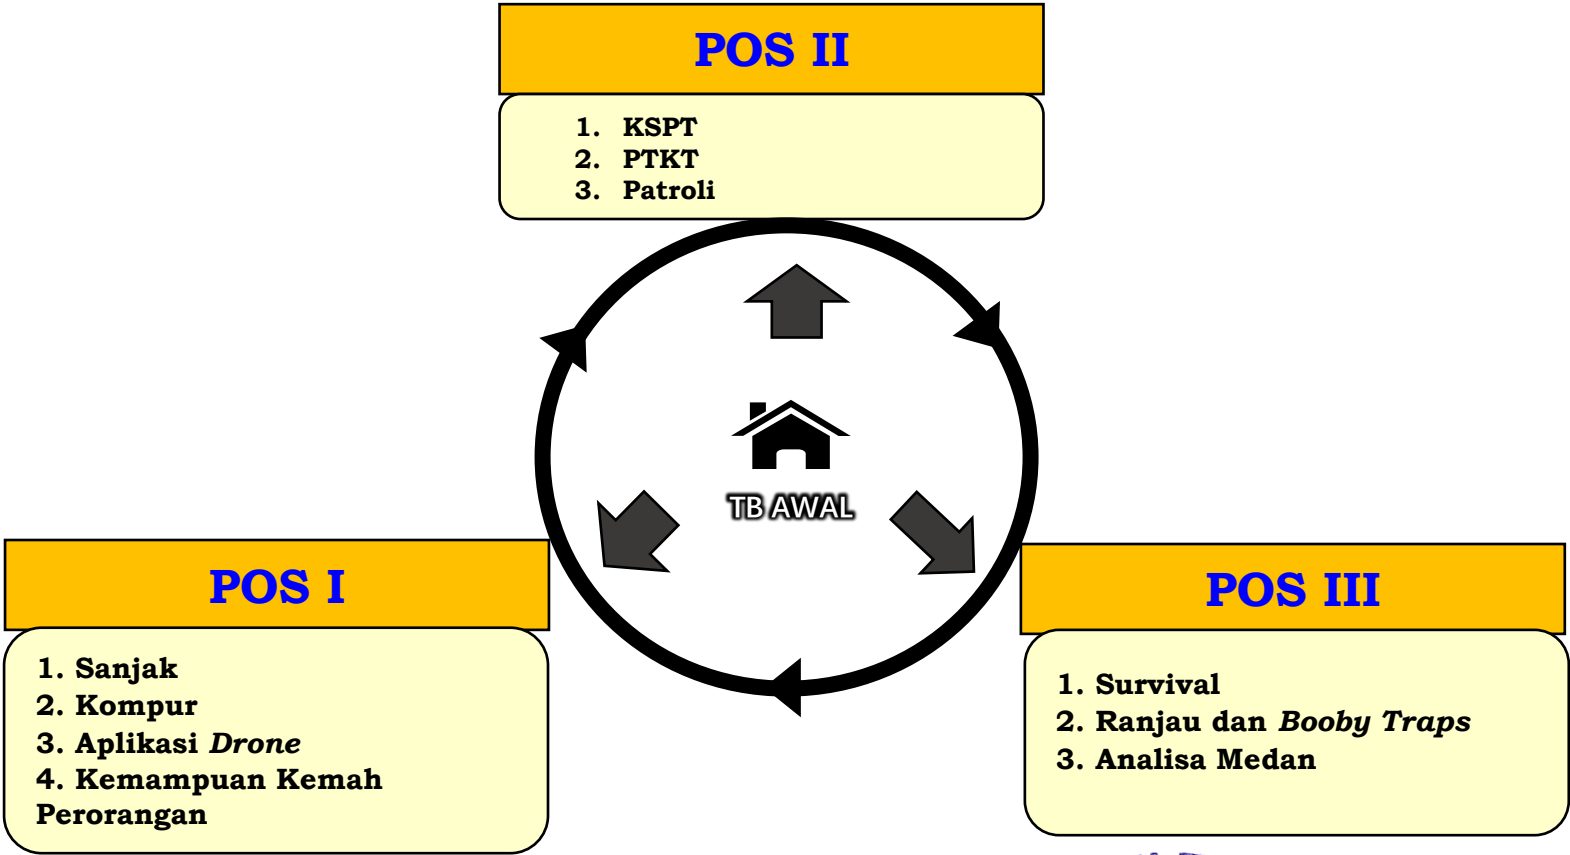 POS II
1. KSPT
2. PTKT
3. Patroli
TB AWAL
POS I
1. Sanjak
2. Kompur
3. Aplikasi Drone
4. Kemampuan Kemah
Perorangan
POS III
1. Survival
2. Ranjau dan Booby Traps
3. Analisa Medan